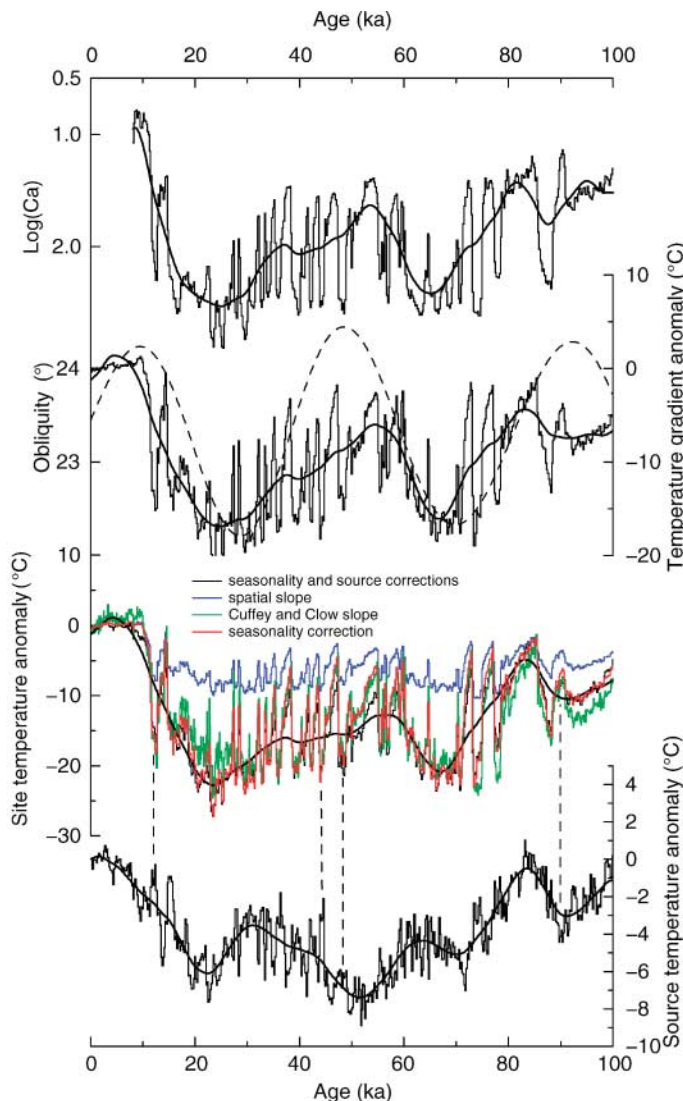 Age (ka)
0 20 40 60 80 100
0.5
1.0
2.0
Log(Ca)
10
0
−10
−20
Temperature gradient anomaly (°C)
24
23
Obliquity (°)
10
0
−10
−20
−30
Site temperature anomaly (°C)
seasonality and source corrections
spatial slope
Cuffey and Clow slope
seasonality correction
4
2
0
−2
−4
−6
−8
−10
Source temperature anomaly (°C)
0 20 40 60 80 100
Age (ka)